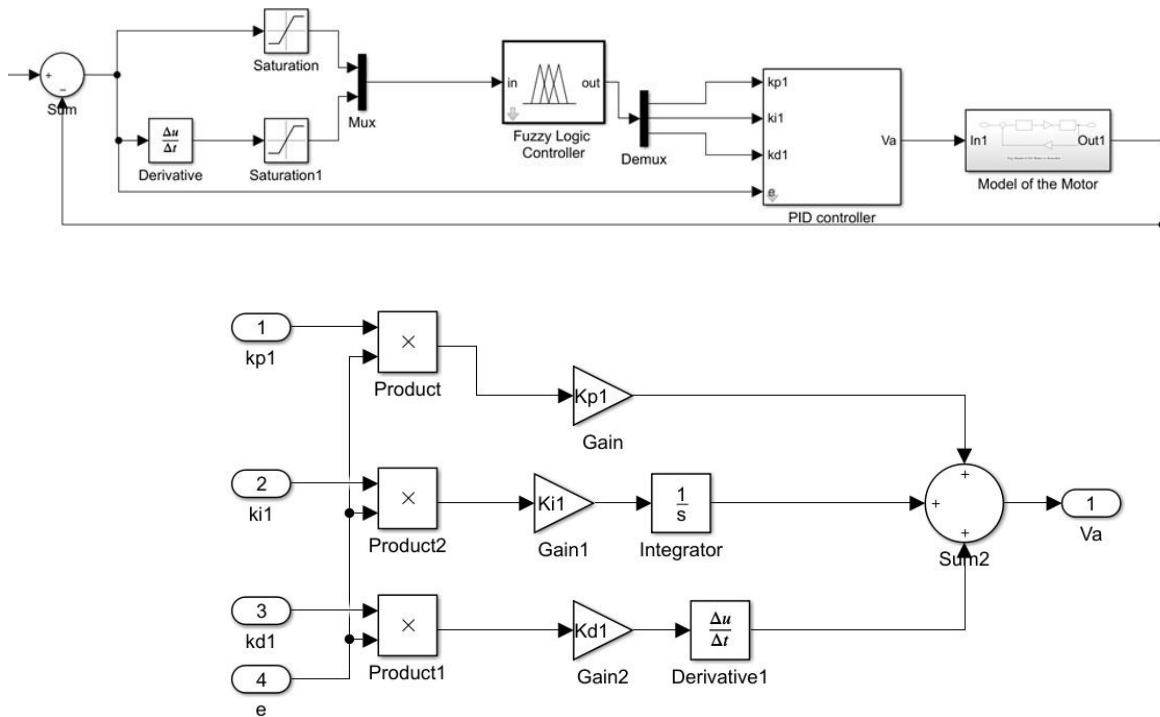 +
−
Sum
Saturation
Δu
Δt
Derivative
Saturation1
Mux
in
out
Fuzzy Logic
Controller
Demux
kp1
ki1
kd1
e
Va
PID controller
In1
Out1
Model of the Motor
1
kp1
×
Product
Kp1
Gain
2
ki1
×
Product2
Ki1
Gain1
1
s
Integrator
3
kd1
×
Product1
Kd1
Gain2
Δu
Δt
Derivative1
4
e
+
+
+
Sum2
1
Va